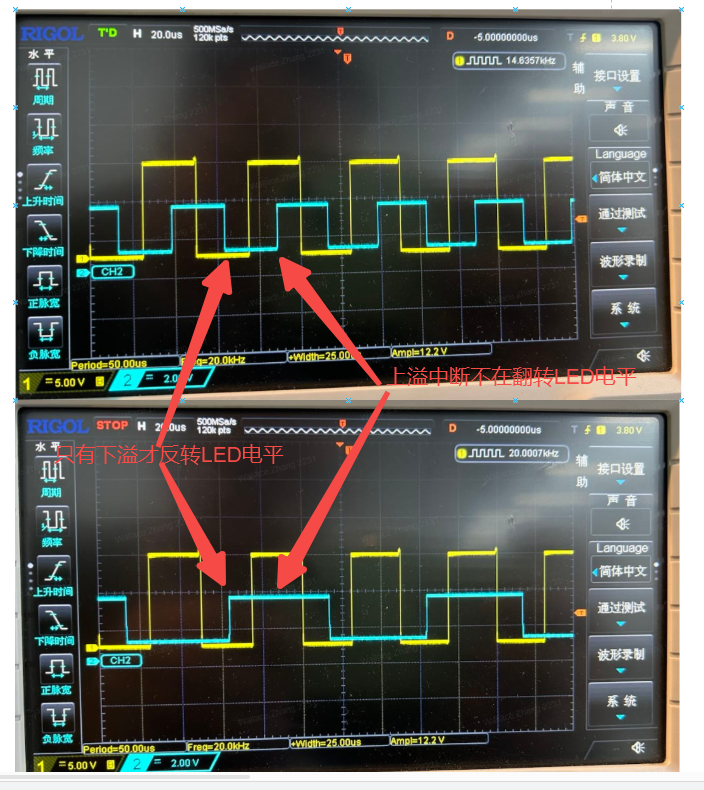 RIGOL T'D H 20.0us 500MSa/s 120k pts D -5.00000000us T 1 3.80 V
水 平
1 14.6357kHz
辅助
接口设置
周期
声 音
频率
Language
简体中文
上升时间
通过测试
下降时间
波形录制
CH2
正脉宽
系 统
负脉宽
Period=50.00us Freq=20.0kHz +Width=25.00us Ampl=12.2 V
1 = 5.00 V 2 = 2.00
上溢中断不在翻转LED电平
RIGOL STOP H 20.0us 500MSa/s 120k pts D -5.00000000us T 1 3.80 V
水 平
只有下溢才反转LED电平
1 20.0007kHz
辅助
接口设置
周期
声 音
频率
Language
简体中文
上升时间
通过测试
下降时间
波形录制
CH2
正脉宽
系 统
负脉宽
Period=50.00us Freq=20.0kHz +Width=25.00us Ampl=12.2 V
1 = 5.00 V 2 = 2.00 V